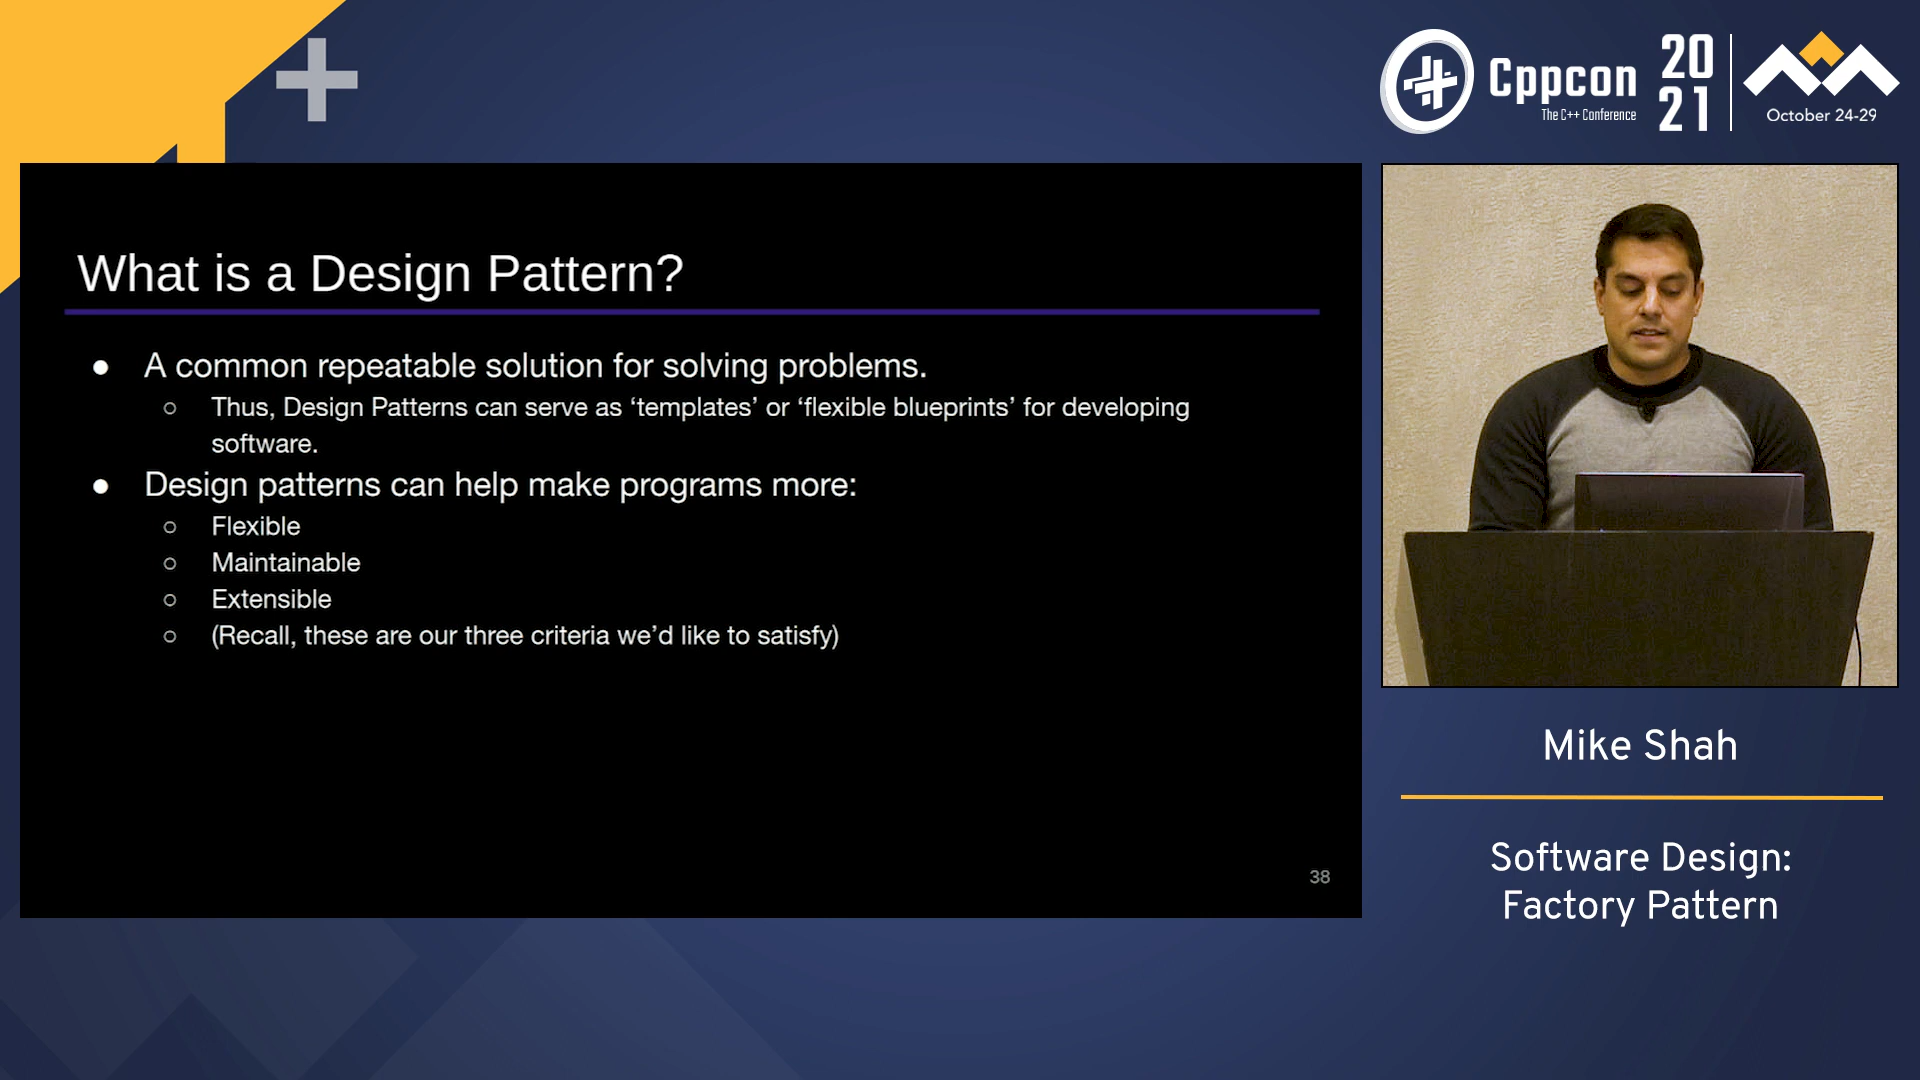 Cppcon
The C++ Conference
20
21
October 24-29
What is a Design Pattern?
● A common repeatable solution for solving problems.
○ Thus, Design Patterns can serve as ‘templates’ or ‘flexible blueprints’ for developing
software.
● Design patterns can help make programs more:
○ Flexible
○ Maintainable
○ Extensible
○ (Recall, these are our three criteria we’d like to satisfy)
38
Mike Shah
Software Design:
Factory Pattern